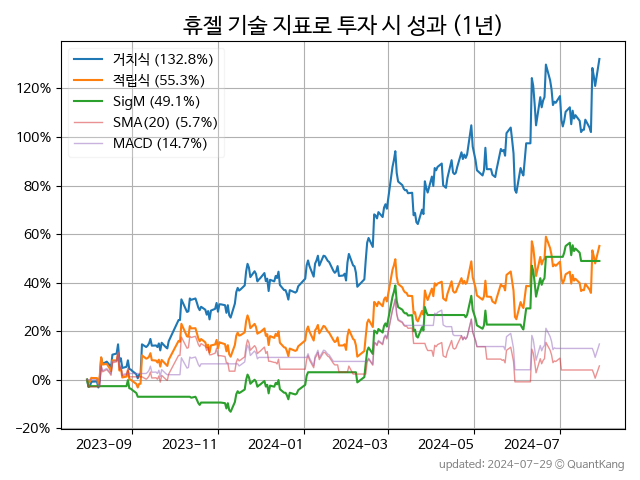 휴젤 기술 지표로 투자 시 성과 (1년)
거치식 (132.8%)
적립식 (55.3%)
SigM (49.1%)
SMA(20) (5.7%)
MACD (14.7%)
120%
100%
80%
60%
40%
20%
0%
−20%
2023-09 2023-11 2024-01 2024-03 2024-05 2024-07
updated: 2024-07-29 © QuantKang